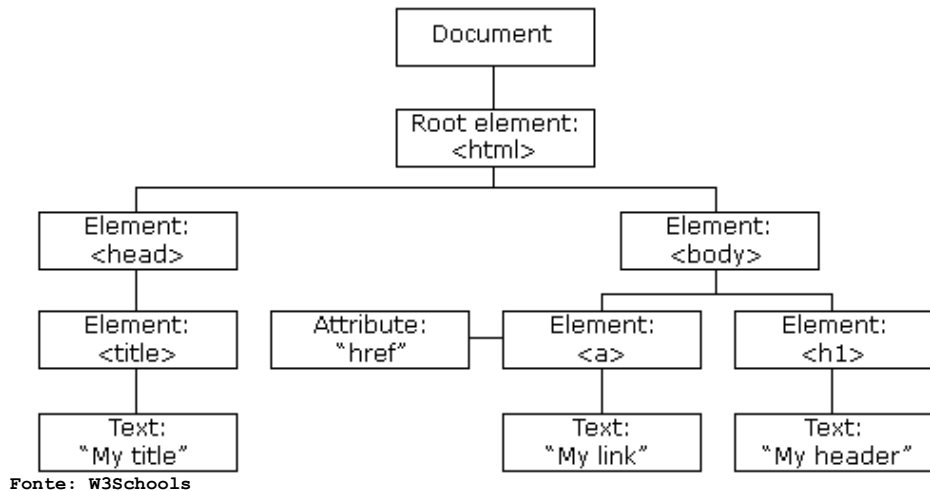 Document
Root element:
<html>
Element:
<head>
Element:
<body>
Element:
<title>
Attribute:
“href”
Element:
<a>
Element:
<h1>
Text:
“My title”
Text:
“My link”
Text:
“My header”
Fonte: W3Schools